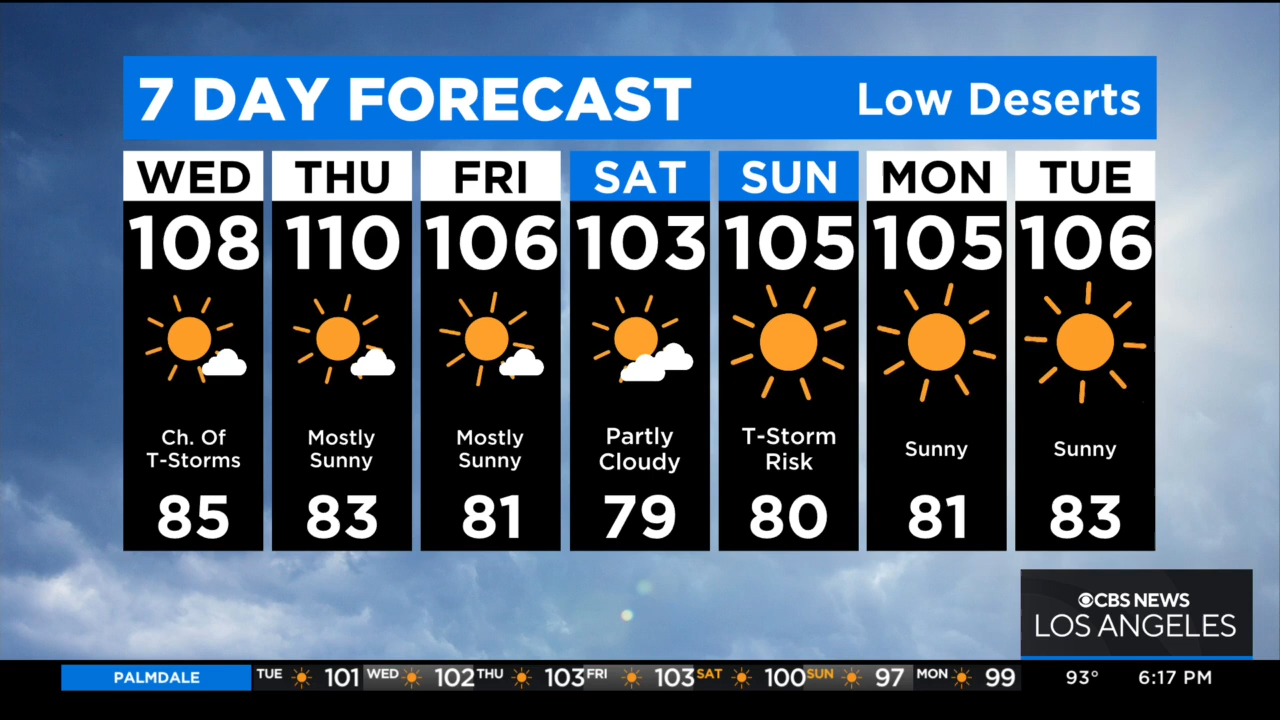 7 DAY FORECAST Low Deserts
WED THU FRI SAT SUN MON TUE
108 110 106 103 105 105 106
Ch. Of Mostly Mostly Partly T-Storm Sunny Sunny
T-Storms Sunny Sunny Cloudy Risk
85 83 81 79 80 81 83
CBS NEWS
LOS ANGELES
PALMDALE TUE 101 WED 102 THU 103 FRI 103 SAT 100 SUN 97 MON 99 93° 6:17 PM